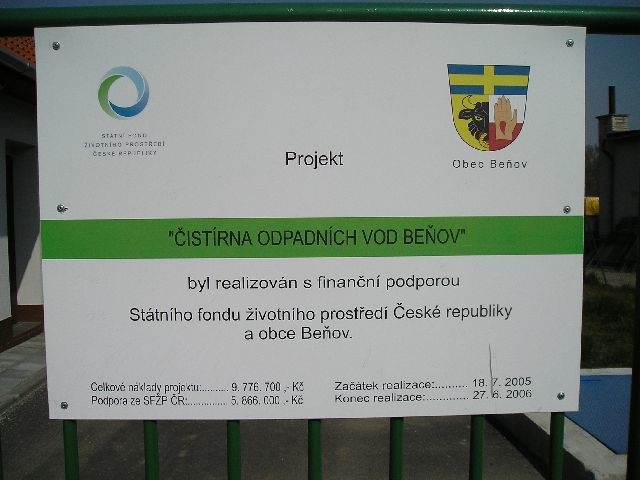 STÁTNÍ FOND
ŽIVOTNÍHO PROSTŘEDÍ
ČESKÉ REPUBLIKY
Obec Beňov
Projekt
"ČISTÍRNA ODPADNÍCH VOD BEŇOV"
byl realizován s finanční podporou
Státního fondu životního prostředí České republiky
a obce Beňov.
Celkové náklady projektu:.......... 9. 776. 700 ,- Kč
Podpora ze SFŽP ČR:............... 5. 866. 000 ,- Kč
Začátek realizace:.......... 18. 7. 2005
Konec realizace:............. 27. 6. 2006